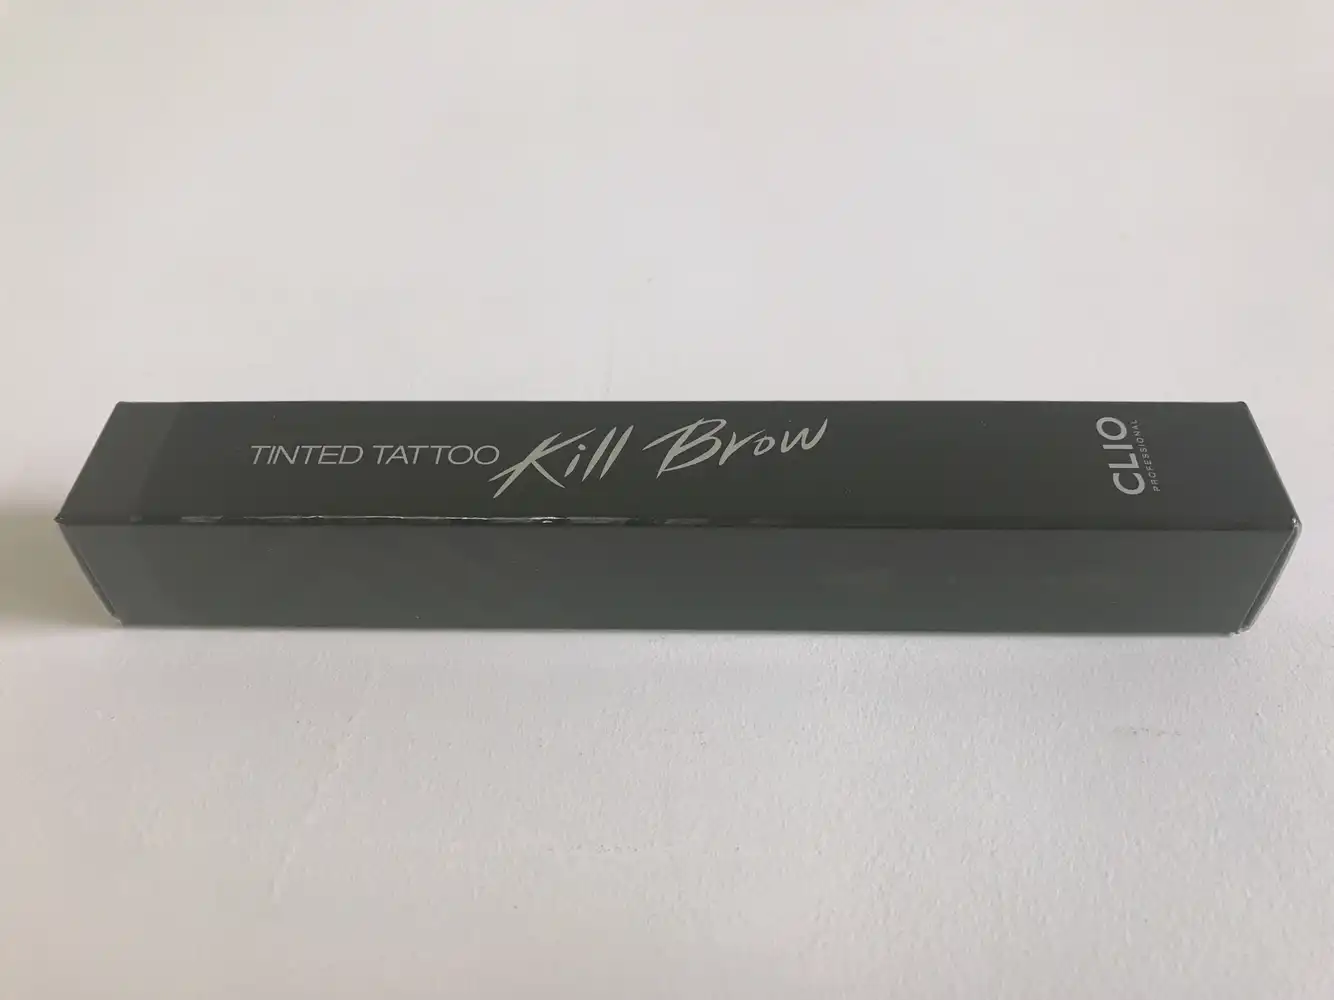 TINTED TATTOO Kill Brow
CLIO
PROFESSIONAL